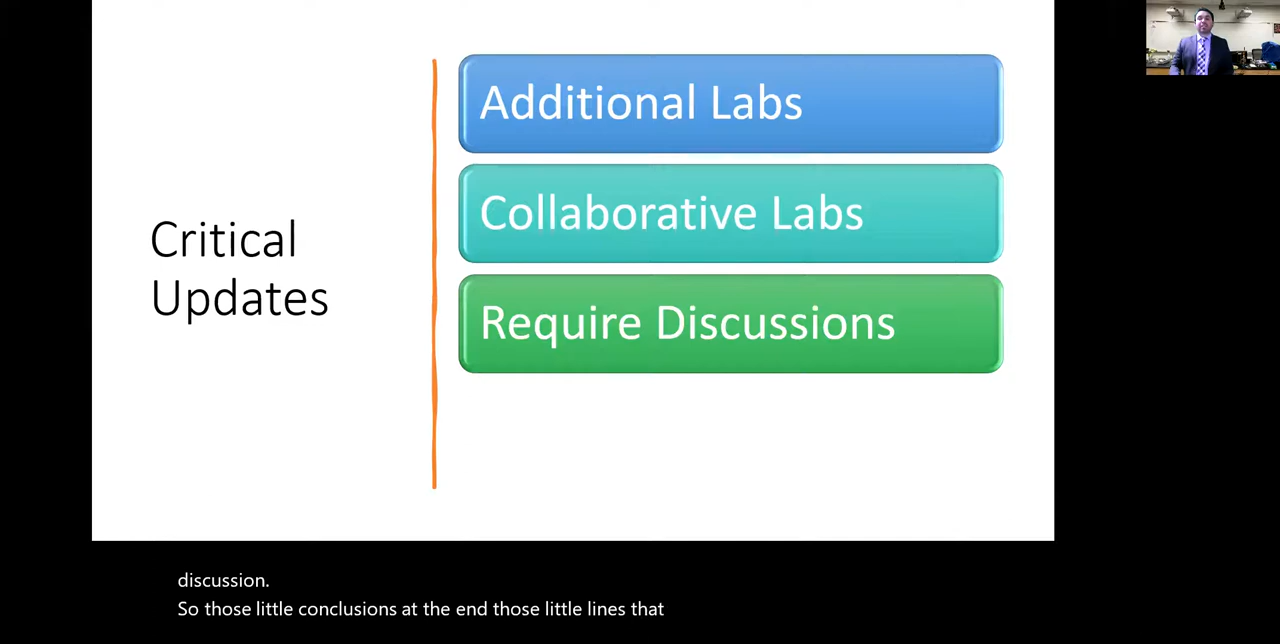 Critical
Updates
Additional Labs
Collaborative Labs
Require Discussions
discussion.
So those little conclusions at the end those little lines that